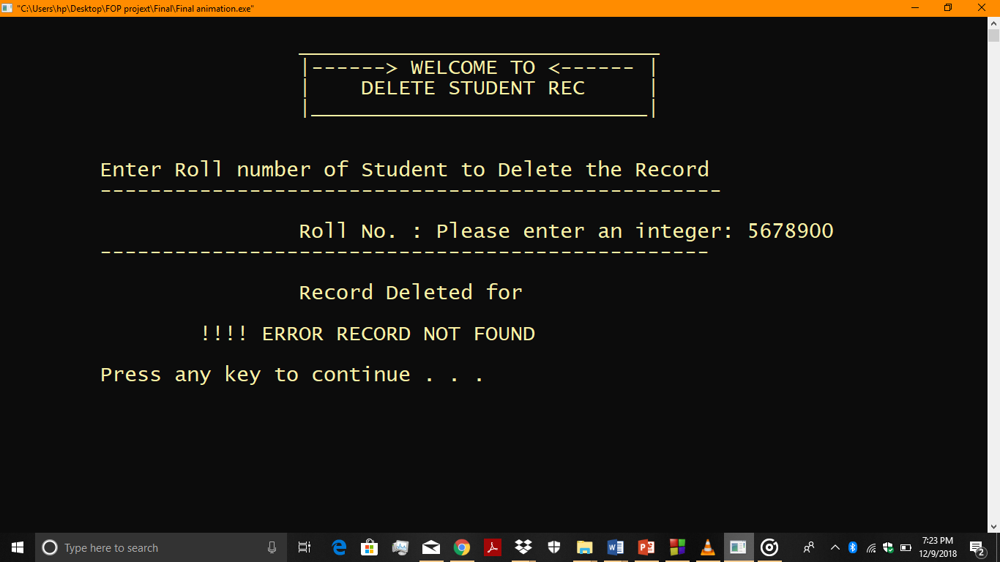 "C:\Users\hp\Desktop\FOP projext\Final\Final animation.exe"
|------> WELCOME TO <------ |
| DELETE STUDENT REC |
|___________________________|
Enter Roll number of Student to Delete the Record
--------------------------------------------------
Roll No. : Please enter an integer: 5678900
-------------------------------------------------
Record Deleted for
!!!! ERROR RECORD NOT FOUND
Press any key to continue . . .
Type here to search
7:23 PM
12/9/2018
2